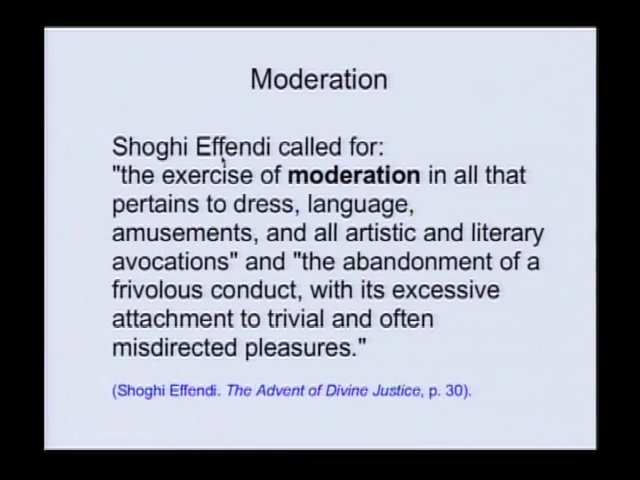 Moderation
Shoghi Effendi called for:
"the exercise of moderation in all that
pertains to dress, language,
amusements, and all artistic and literary
avocations" and "the abandonment of a
frivolous conduct, with its excessive
attachment to trivial and often
misdirected pleasures."
(Shoghi Effendi. The Advent of Divine Justice, p. 30).